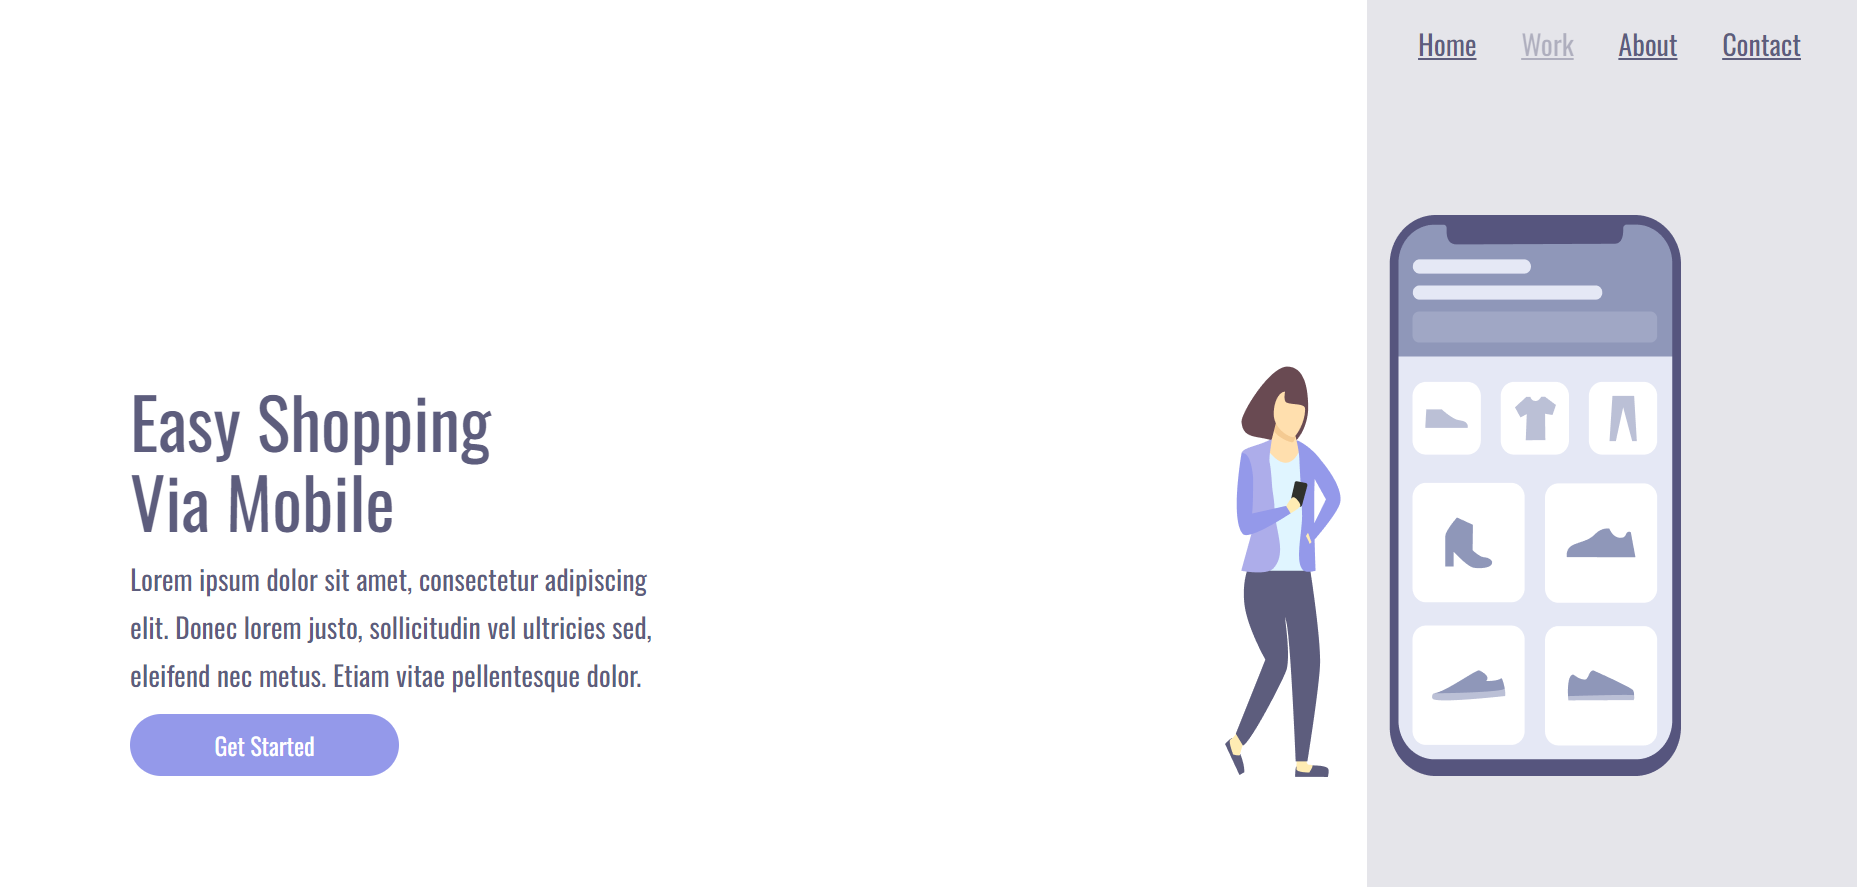 Home Work About Contact
Easy Shopping
Via Mobile
Lorem ipsum dolor sit amet, consectetur adipiscing
elit. Donec lorem justo, sollicitudin vel ultricies sed,
eleifend nec metus. Etiam vitae pellentesque dolor.
Get Started